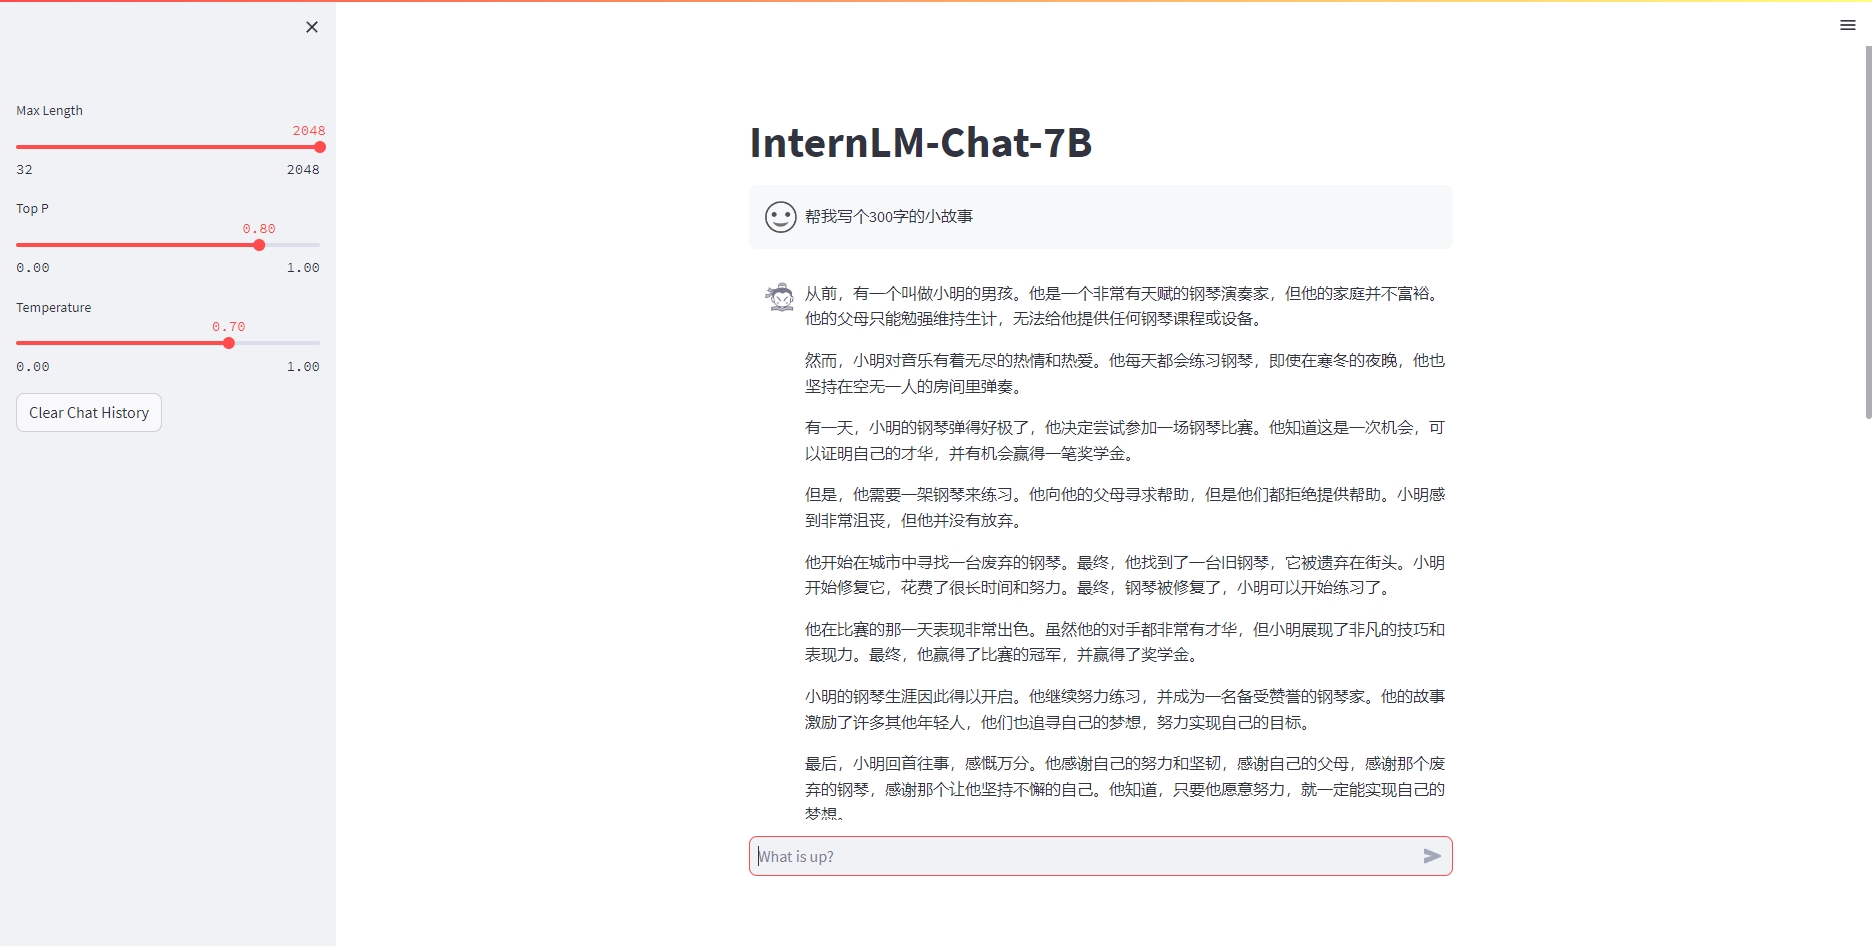 Max Length
2048
32 2048
Top P
0.80
0.00 1.00
Temperature
0.70
0.00 1.00
Clear Chat History
InternLM-Chat-7B
帮我写个300字的小故事
从前，有一个叫做小明的男孩。他是一个非常有天赋的钢琴演奏家，但他的家庭并不富裕。
他的父母只能勉强维持生计，无法给他提供任何钢琴课程或设备。
然而，小明对音乐有着无尽的热情和热爱。他每天都会练习钢琴，即使在寒冬的夜晚，他也
坚持在空无一人的房间里弹奏。
有一天，小明的钢琴弹得好极了，他决定尝试参加一场钢琴比赛。他知道这是一次机会，可
以证明自己的才华，并有机会赢得一笔奖学金。
但是，他需要一架钢琴来练习。他向他的父母寻求帮助，但是他们都拒绝提供帮助。小明感
到非常沮丧，但他并没有放弃。
他开始在城市中寻找一台废弃的钢琴。最终，他找到了一台旧钢琴，它被遗弃在街头。小明
开始修复它，花费了很长时间和努力。最终，钢琴被修复了，小明可以开始练习了。
他在比赛的那一天表现非常出色。虽然他的对手都非常有才华，但小明展现了非凡的技巧和
表现力。最终，他赢得了比赛的冠军，并赢得了奖学金。
小明的钢琴生涯因此得以开启。他继续努力练习，并成为一名备受赞誉的钢琴家。他的故事
激励了许多其他年轻人，他们也追寻自己的梦想，努力实现自己的目标。
最后，小明回首往事，感慨万分。他感谢自己的努力和坚韧，感谢自己的父母，感谢那个废
弃的钢琴，感谢那个让他坚持不懈的自己。他知道，只要他愿意努力，就一定能实现自己的
梦想。
What is up?